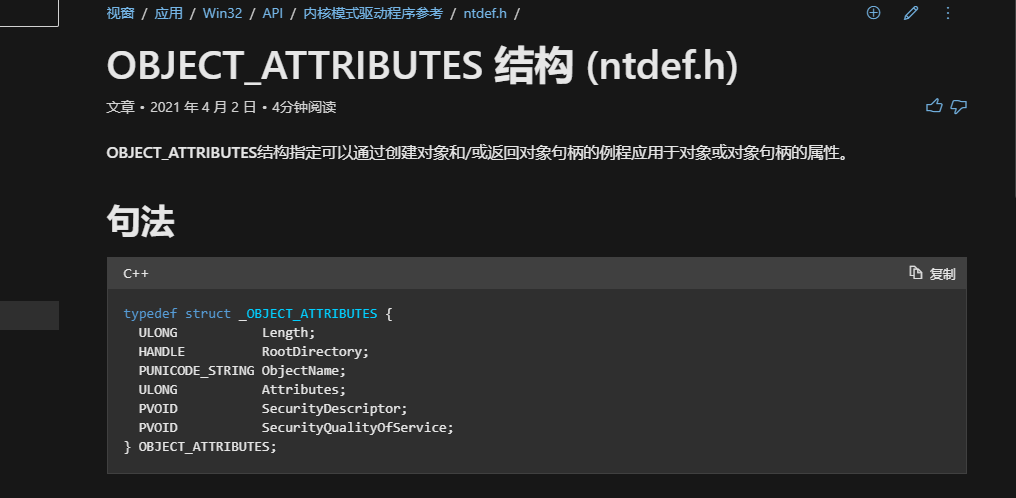 视窗 / 应用 / Win32 / API / 内核模式驱动程序参考 / ntdef.h /
OBJECT_ATTRIBUTES 结构 (ntdef.h)
文章 • 2021 年 4 月 2 日 • 4分钟阅读
OBJECT_ATTRIBUTES结构指定可以通过创建对象和/或返回对象句柄的例程应用于对象或对象句柄的属性。
句法
C++ 复制
typedef struct _OBJECT_ATTRIBUTES {
  ULONG           Length;
  HANDLE          RootDirectory;
  PUNICODE_STRING ObjectName;
  ULONG           Attributes;
  PVOID           SecurityDescriptor;
  PVOID           SecurityQualityOfService;
} OBJECT_ATTRIBUTES;